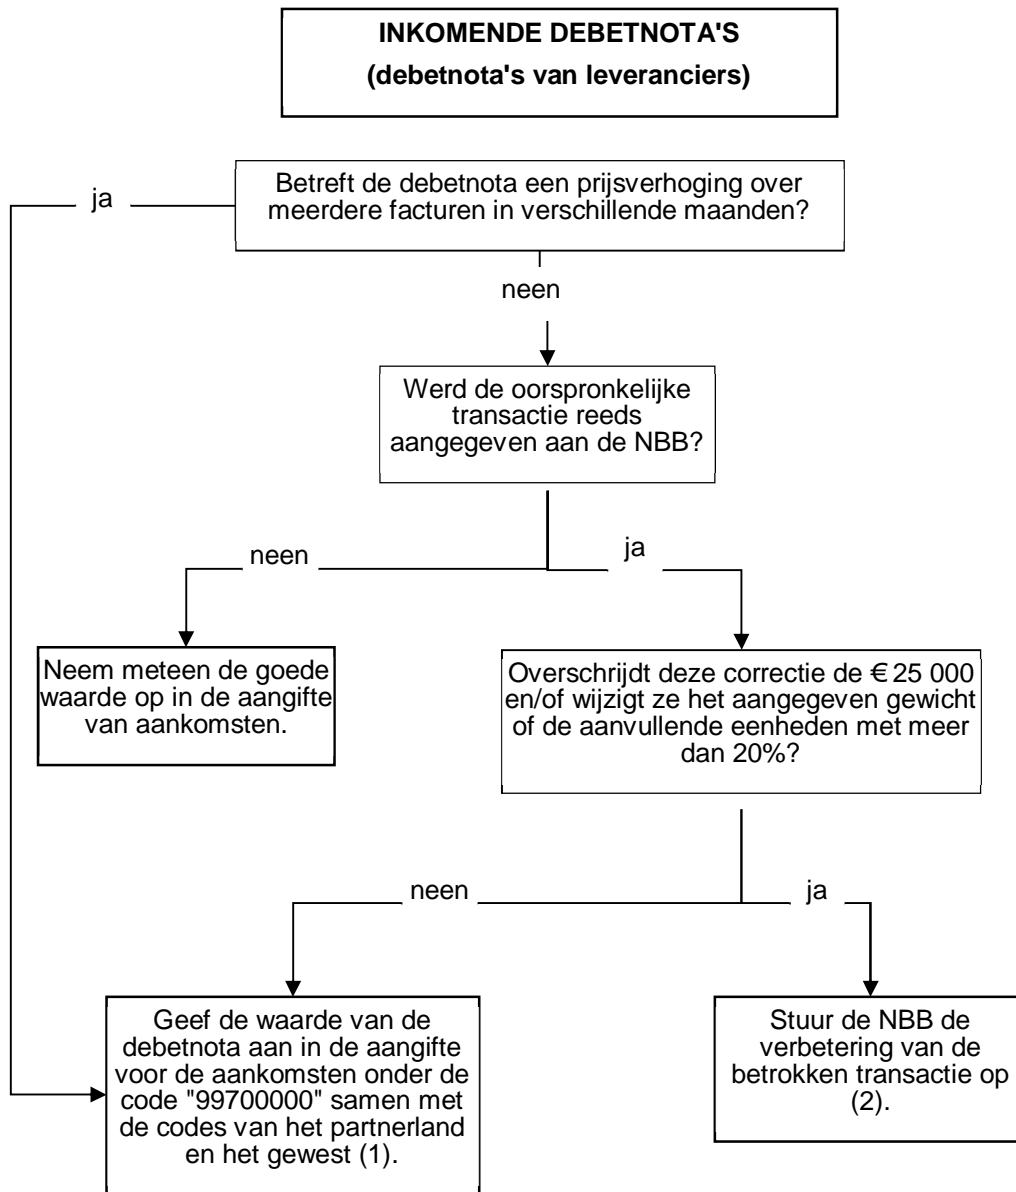 INKOMENDE DEBETNOTA'S
(debetnota's van leveranciers)
ja
Betreft de debetnota een prijsverhoging over
meerdere facturen in verschillende maanden?
neen
Werd de oorspronkelijke
transactie reeds
aangegeven aan de NBB?
neen
ja
Neem meteen de goede
waarde op in de aangifte
van aankomsten.
Overschrijdt deze correctie de € 25 000
en/of wijzigt ze het aangegeven gewicht
of de aanvullende eenheden met meer
dan 20%?
neen
ja
Geef de waarde van de
debetnota aan in de aangifte
voor de aankomsten onder de
code "99700000" samen met
de codes van het partnerland
en het gewest (1).
Stuur de NBB de
verbetering van de
betrokken transactie op
(2).